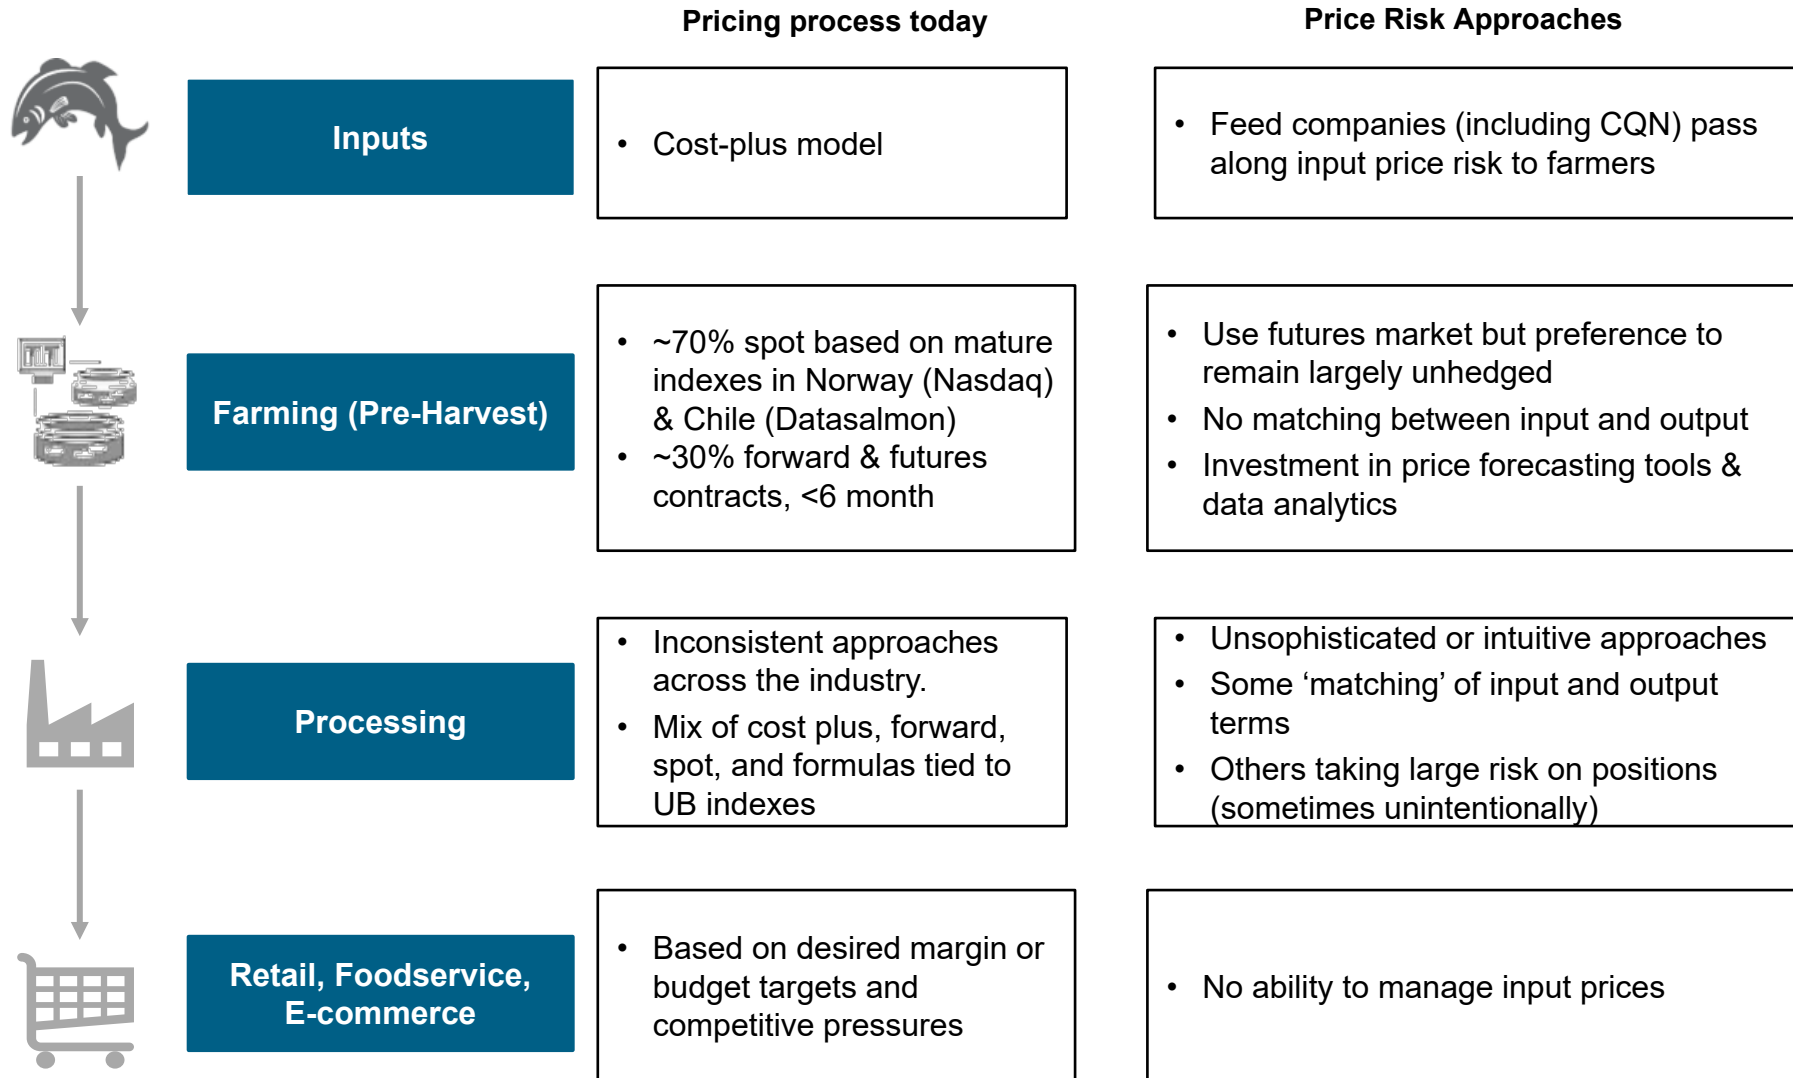 Pricing process today
Price Risk Approaches
Inputs
• Cost-plus model
• Feed companies (including CQN) pass
along input price risk to farmers
Farming (Pre-Harvest)
• ~70% spot based on mature
indexes in Norway (Nasdaq)
& Chile (Datasalmon)
• ~30% forward & futures
contracts, <6 month
• Use futures market but preference to
remain largely unhedged
• No matching between input and output
• Investment in price forecasting tools &
data analytics
Processing
• Inconsistent approaches
across the industry.
• Mix of cost plus, forward,
spot, and formulas tied to
UB indexes
• Unsophisticated or intuitive approaches
• Some ‘matching’ of input and output
terms
• Others taking large risk on positions
(sometimes unintentionally)
Retail, Foodservice,
E-commerce
• Based on desired margin or
budget targets and
competitive pressures
• No ability to manage input prices